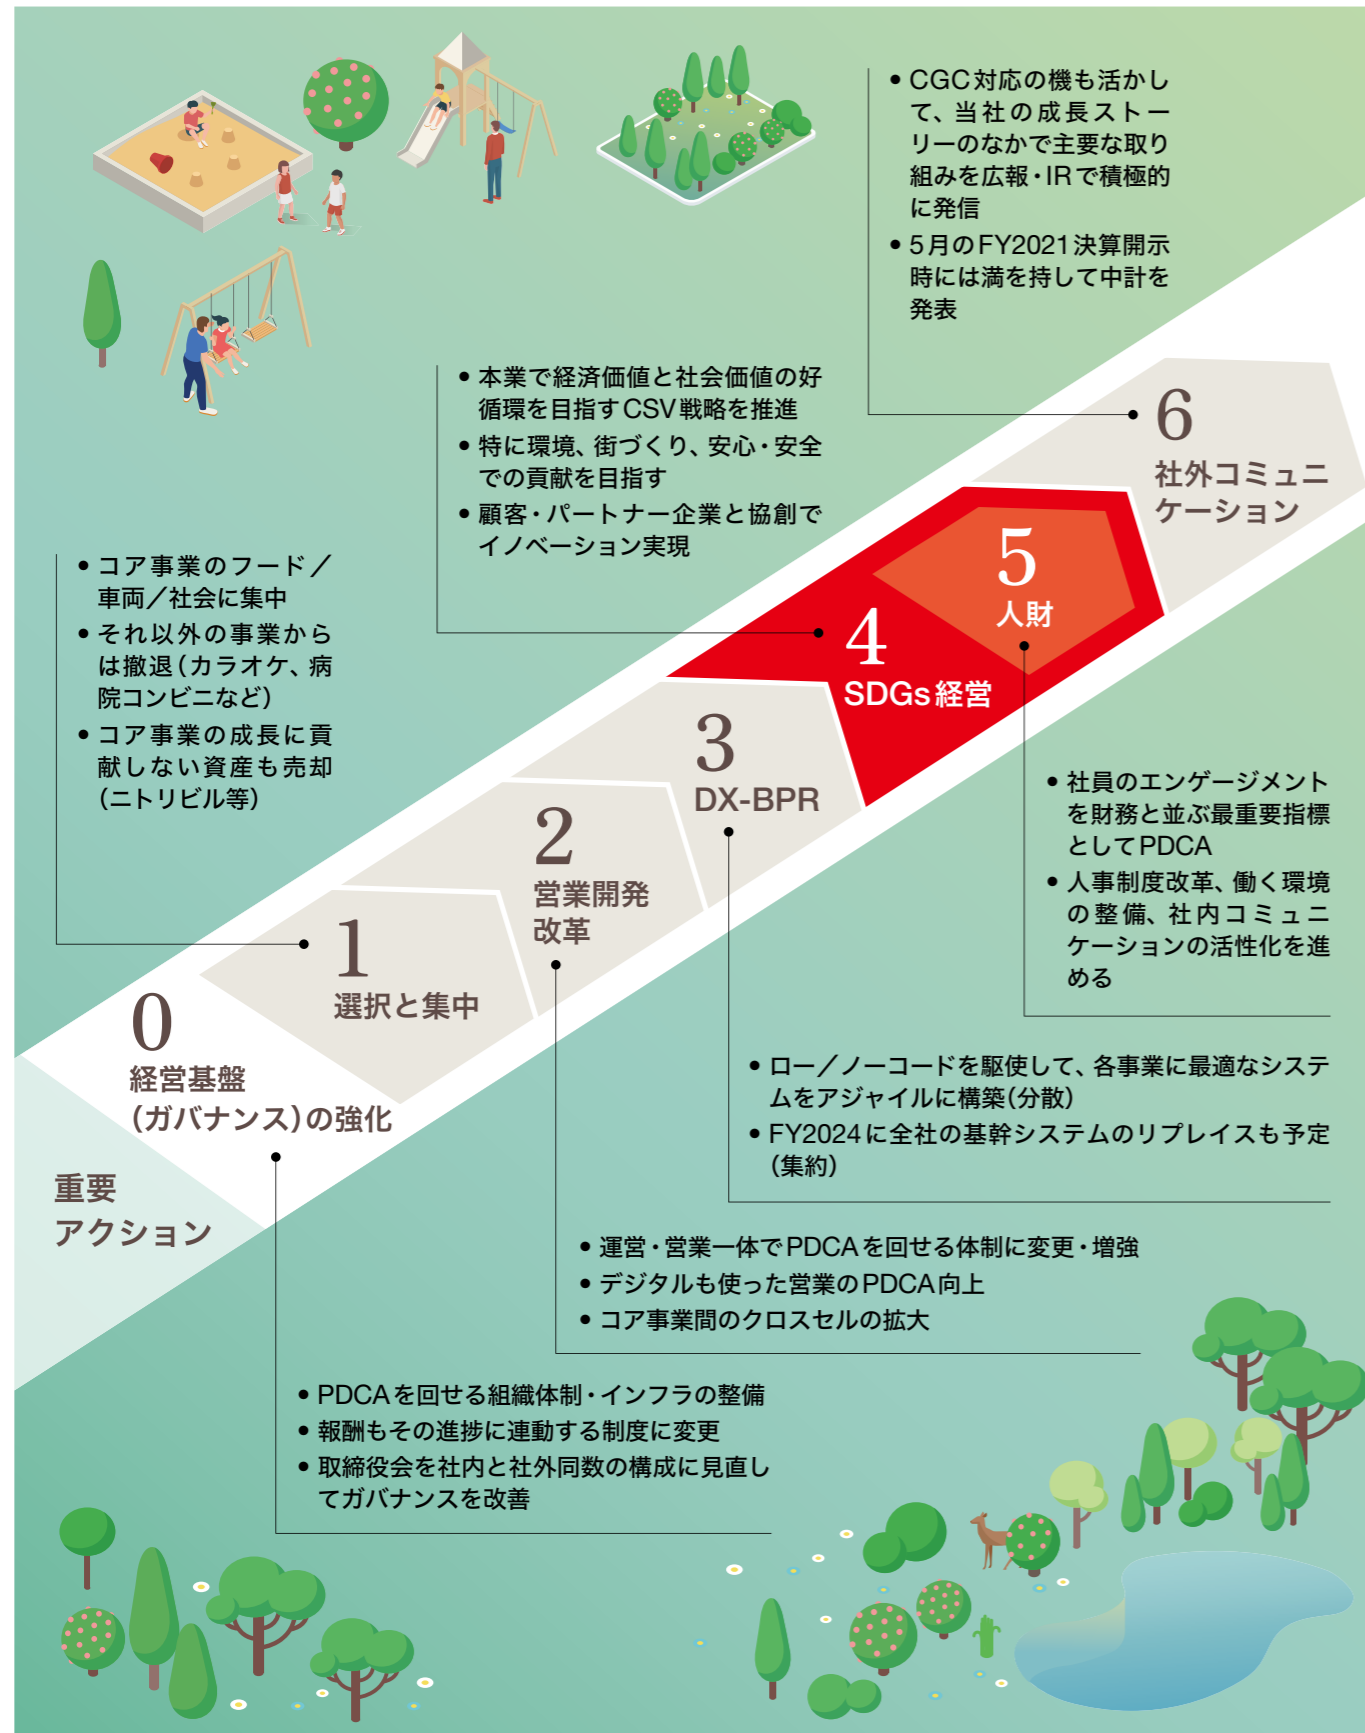 • CGC対応の機も活かし
て、当社の成長ストー
リーのなかで主要な取り
組みを広報・IRで積極的
に発信
• 5月のFY2021決算開示
時には満を持して中計を
発表
6
社外コミュニ
ケーション
• 本業で経済価値と社会価値の好
循環を目指すCSV戦略を推進
• 特に環境、街づくり、安心・安全
での貢献を目指す
• 顧客・パートナー企業と協創で
イノベーション実現
5
人財
4
SDGs経営
• コア事業のフード／
車両／社会に集中
• それ以外の事業から
は撤退（カラオケ、病
院コンビニなど）
• コア事業の成長に貢
献しない資産も売却
（ニトリビル等）
3
DX-BPR
2
営業開発
改革
1
選択と集中
0
経営基盤
（ガバナンス）の強化
重要
アクション
• 社員のエンゲージメント
を財務と並ぶ最重要指標
としてPDCA
• 人事制度改革、働く環境
の整備、社内コミュニ
ケーションの活性化を進
める
• ロー／ノーコードを駆使して、各事業に最適なシステ
ムをアジャイルに構築（分散）
• FY2024に全社の基幹システムのリプレイスも予定
（集約）
• 運営・営業一体でPDCAを回せる体制に変更・増強
• デジタルも使った営業のPDCA向上
• コア事業間のクロスセルの拡大
• PDCAを回せる組織体制・インフラの整備
• 報酬もその進捗に連動する制度に変更
• 取締役会を社内と社外同数の構成に見直し
てガバナンスを改善